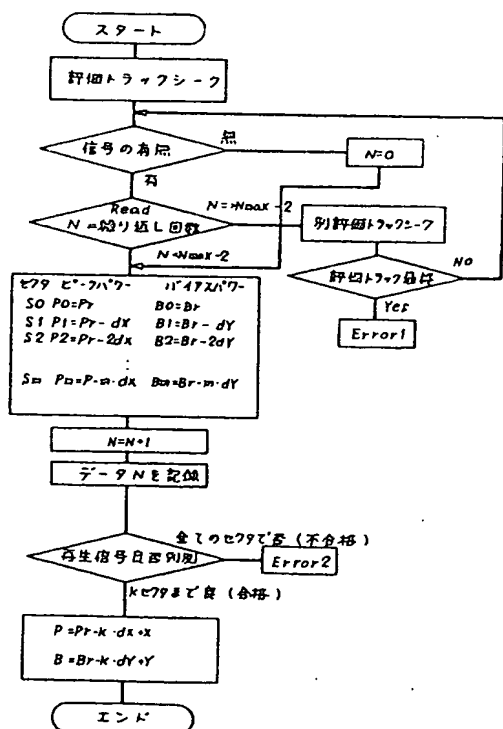 スタート
評価トラックシーク
信号の有無
無
有
N=0
Read
N=繰り返し回数
N=>Nmax-2
N<Nmax-2
別評価トラックシーク
評価トラック最終
NO
Yes
Error1
セクタ ピークパワー バイアスパワー
S0 P0=Pr B0=Br
S1 P1=Pr-dX B1=Br-dY
S2 P2=Pr-2dX B2=Br-2dY
⋮
Sm Pm=P-m·dX Bm=Br-m·dY
N=N+1
データNを記録
全てのセクタで否(不合格)
再生信号良否判別
Error2
kセクタまで良(合格)
P=Pr-k·dX+X
B=Br-k·dY+Y
エンド